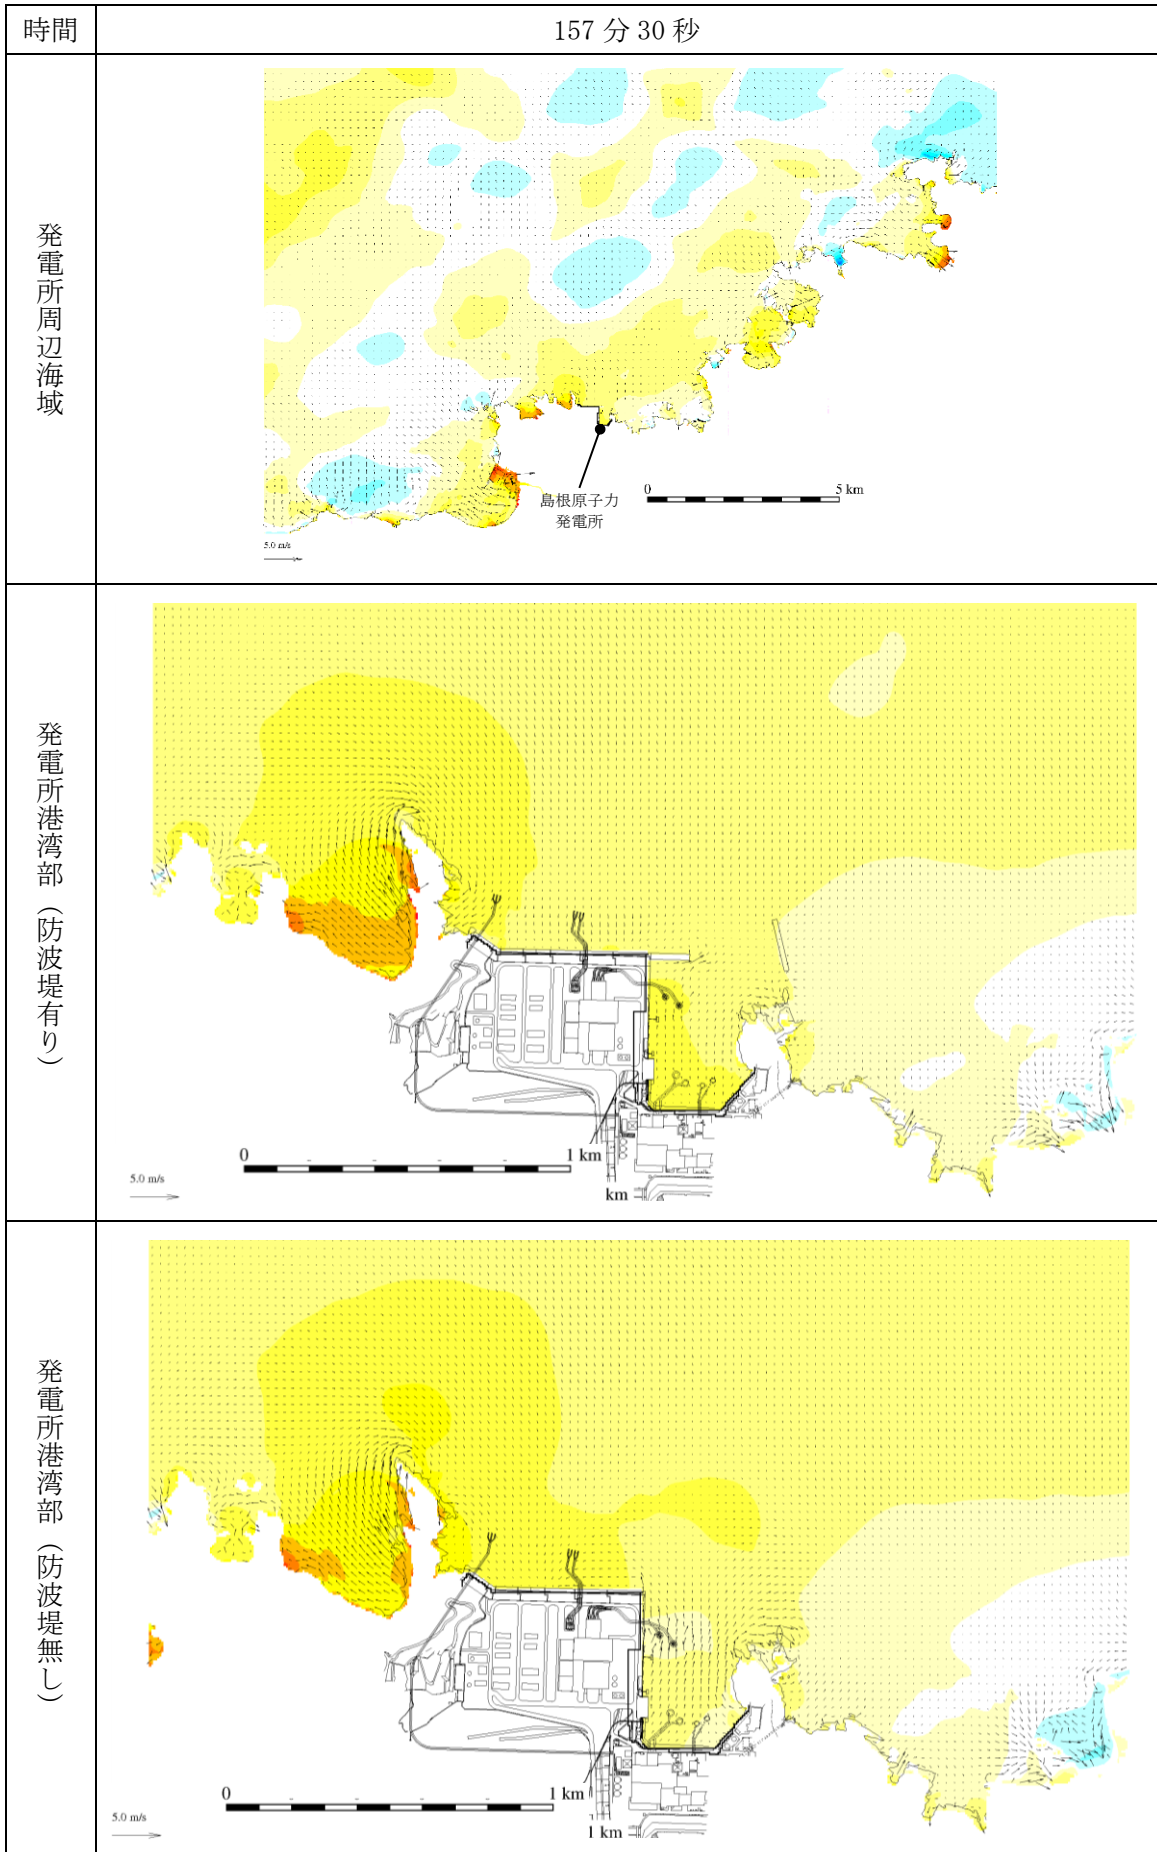 時間
157 分 30 秒
発電所周辺海域
島根原子力
発電所
0
5 km
5.0 m/s
発電所港湾部（防波堤有り）
0
1 km
5.0 m/s
km
発電所港湾部（防波堤無し）
0
1 km
5.0 m/s
1 km